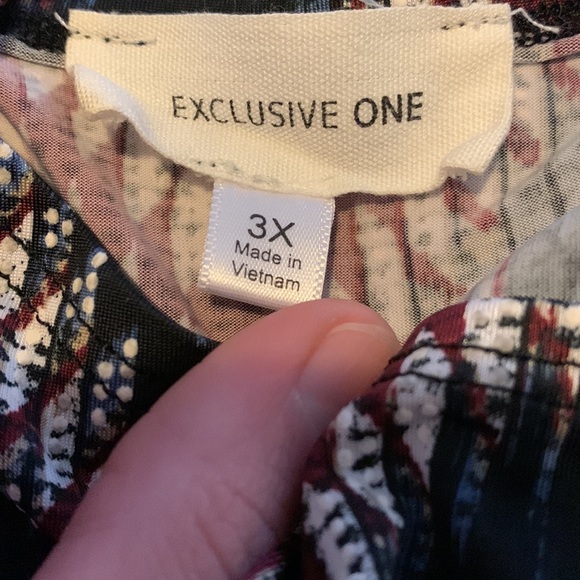 EXCLUSIVE ONE
3X
Made in
Vietnam